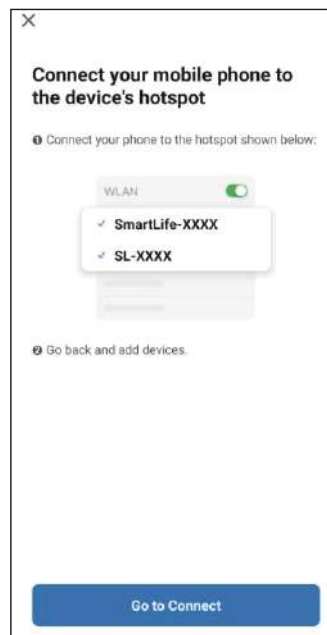 Connect your mobile phone to
the device's hotspot
❶ Connect your phone to the hotspot shown below:
WLAN
✓ SmartLife-XXXX
✓ SL-XXXX
❷ Go back and add devices.
Go to Connect